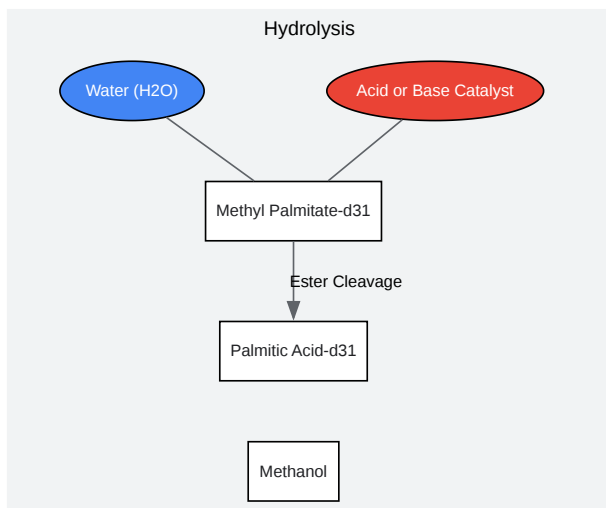 Hydrolysis
Water (H2O)
Acid or Base Catalyst
Methyl Palmitate-d31
Ester Cleavage
Palmitic Acid-d31
Methanol